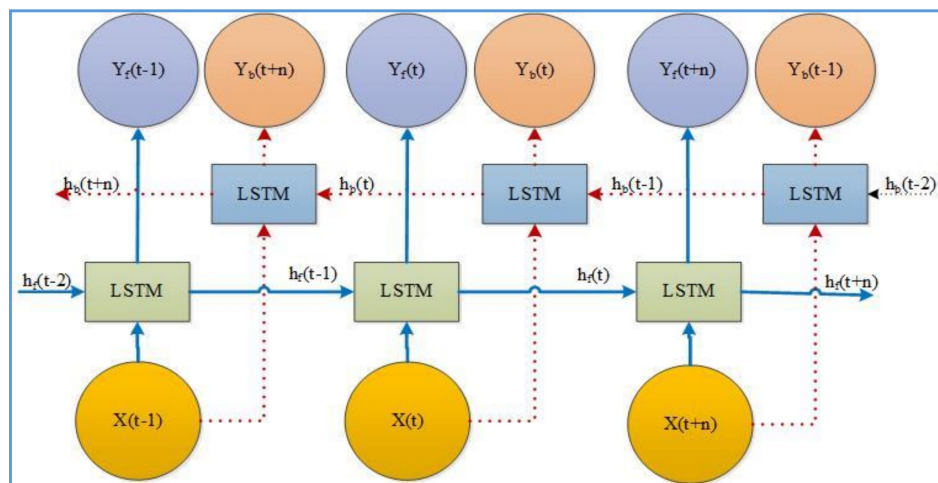 Yf(t-1)
Yb(t+n)
Yf(t)
Yb(t)
Yf(t+n)
Yb(t-1)
hb(t+n)
LSTM
hb(t)
LSTM
hb(t-1)
LSTM
hb(t-2)
hf(t-2)
LSTM
hf(t-1)
LSTM
hf(t)
LSTM
hf(t+n)
X(t-1)
X(t)
X(t+n)